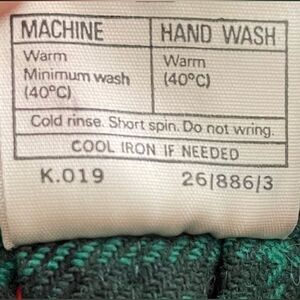 MACHINE HAND WASH
Warm Warm
Minimum wash (40°C)
(40°C)
Cold rinse. Short spin. Do not wring.
COOL IRON IF NEEDED
K.019 26/886/3